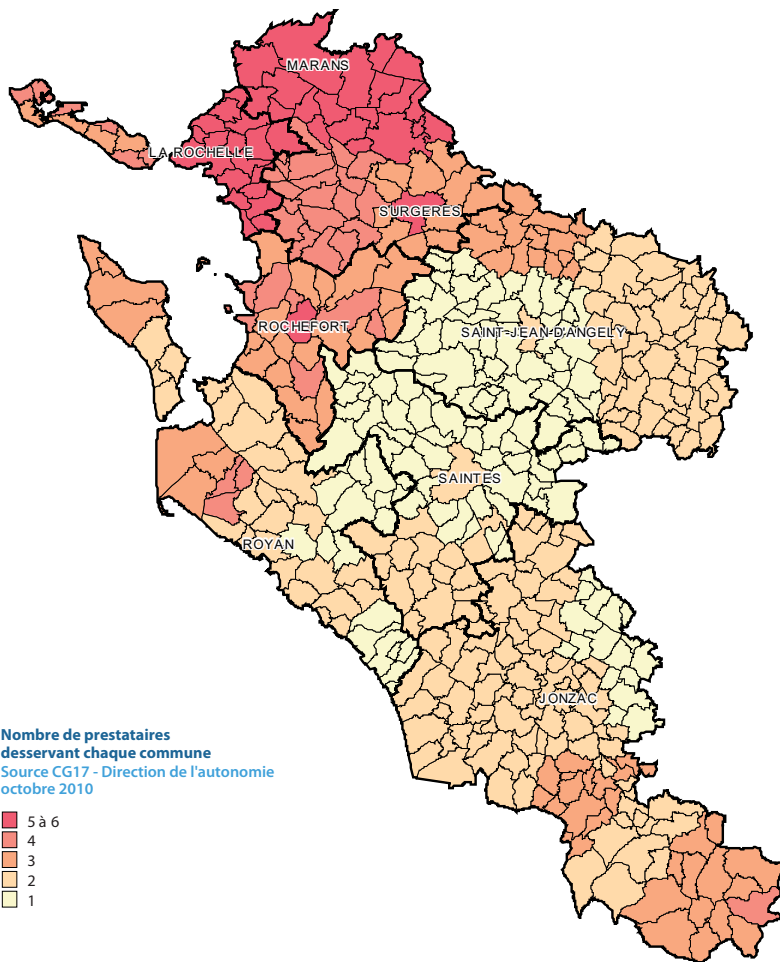 MARANS
LA ROCHELLE
SURGERES
ROCHEFORT
SAINT-JEAN-D'ANGELY
SAINTES
ROYAN
JONZAC
Nombre de prestataires
desservant chaque commune
Source CG17 - Direction de l'autonomie
octobre 2010
5 à 6
4
3
2
1